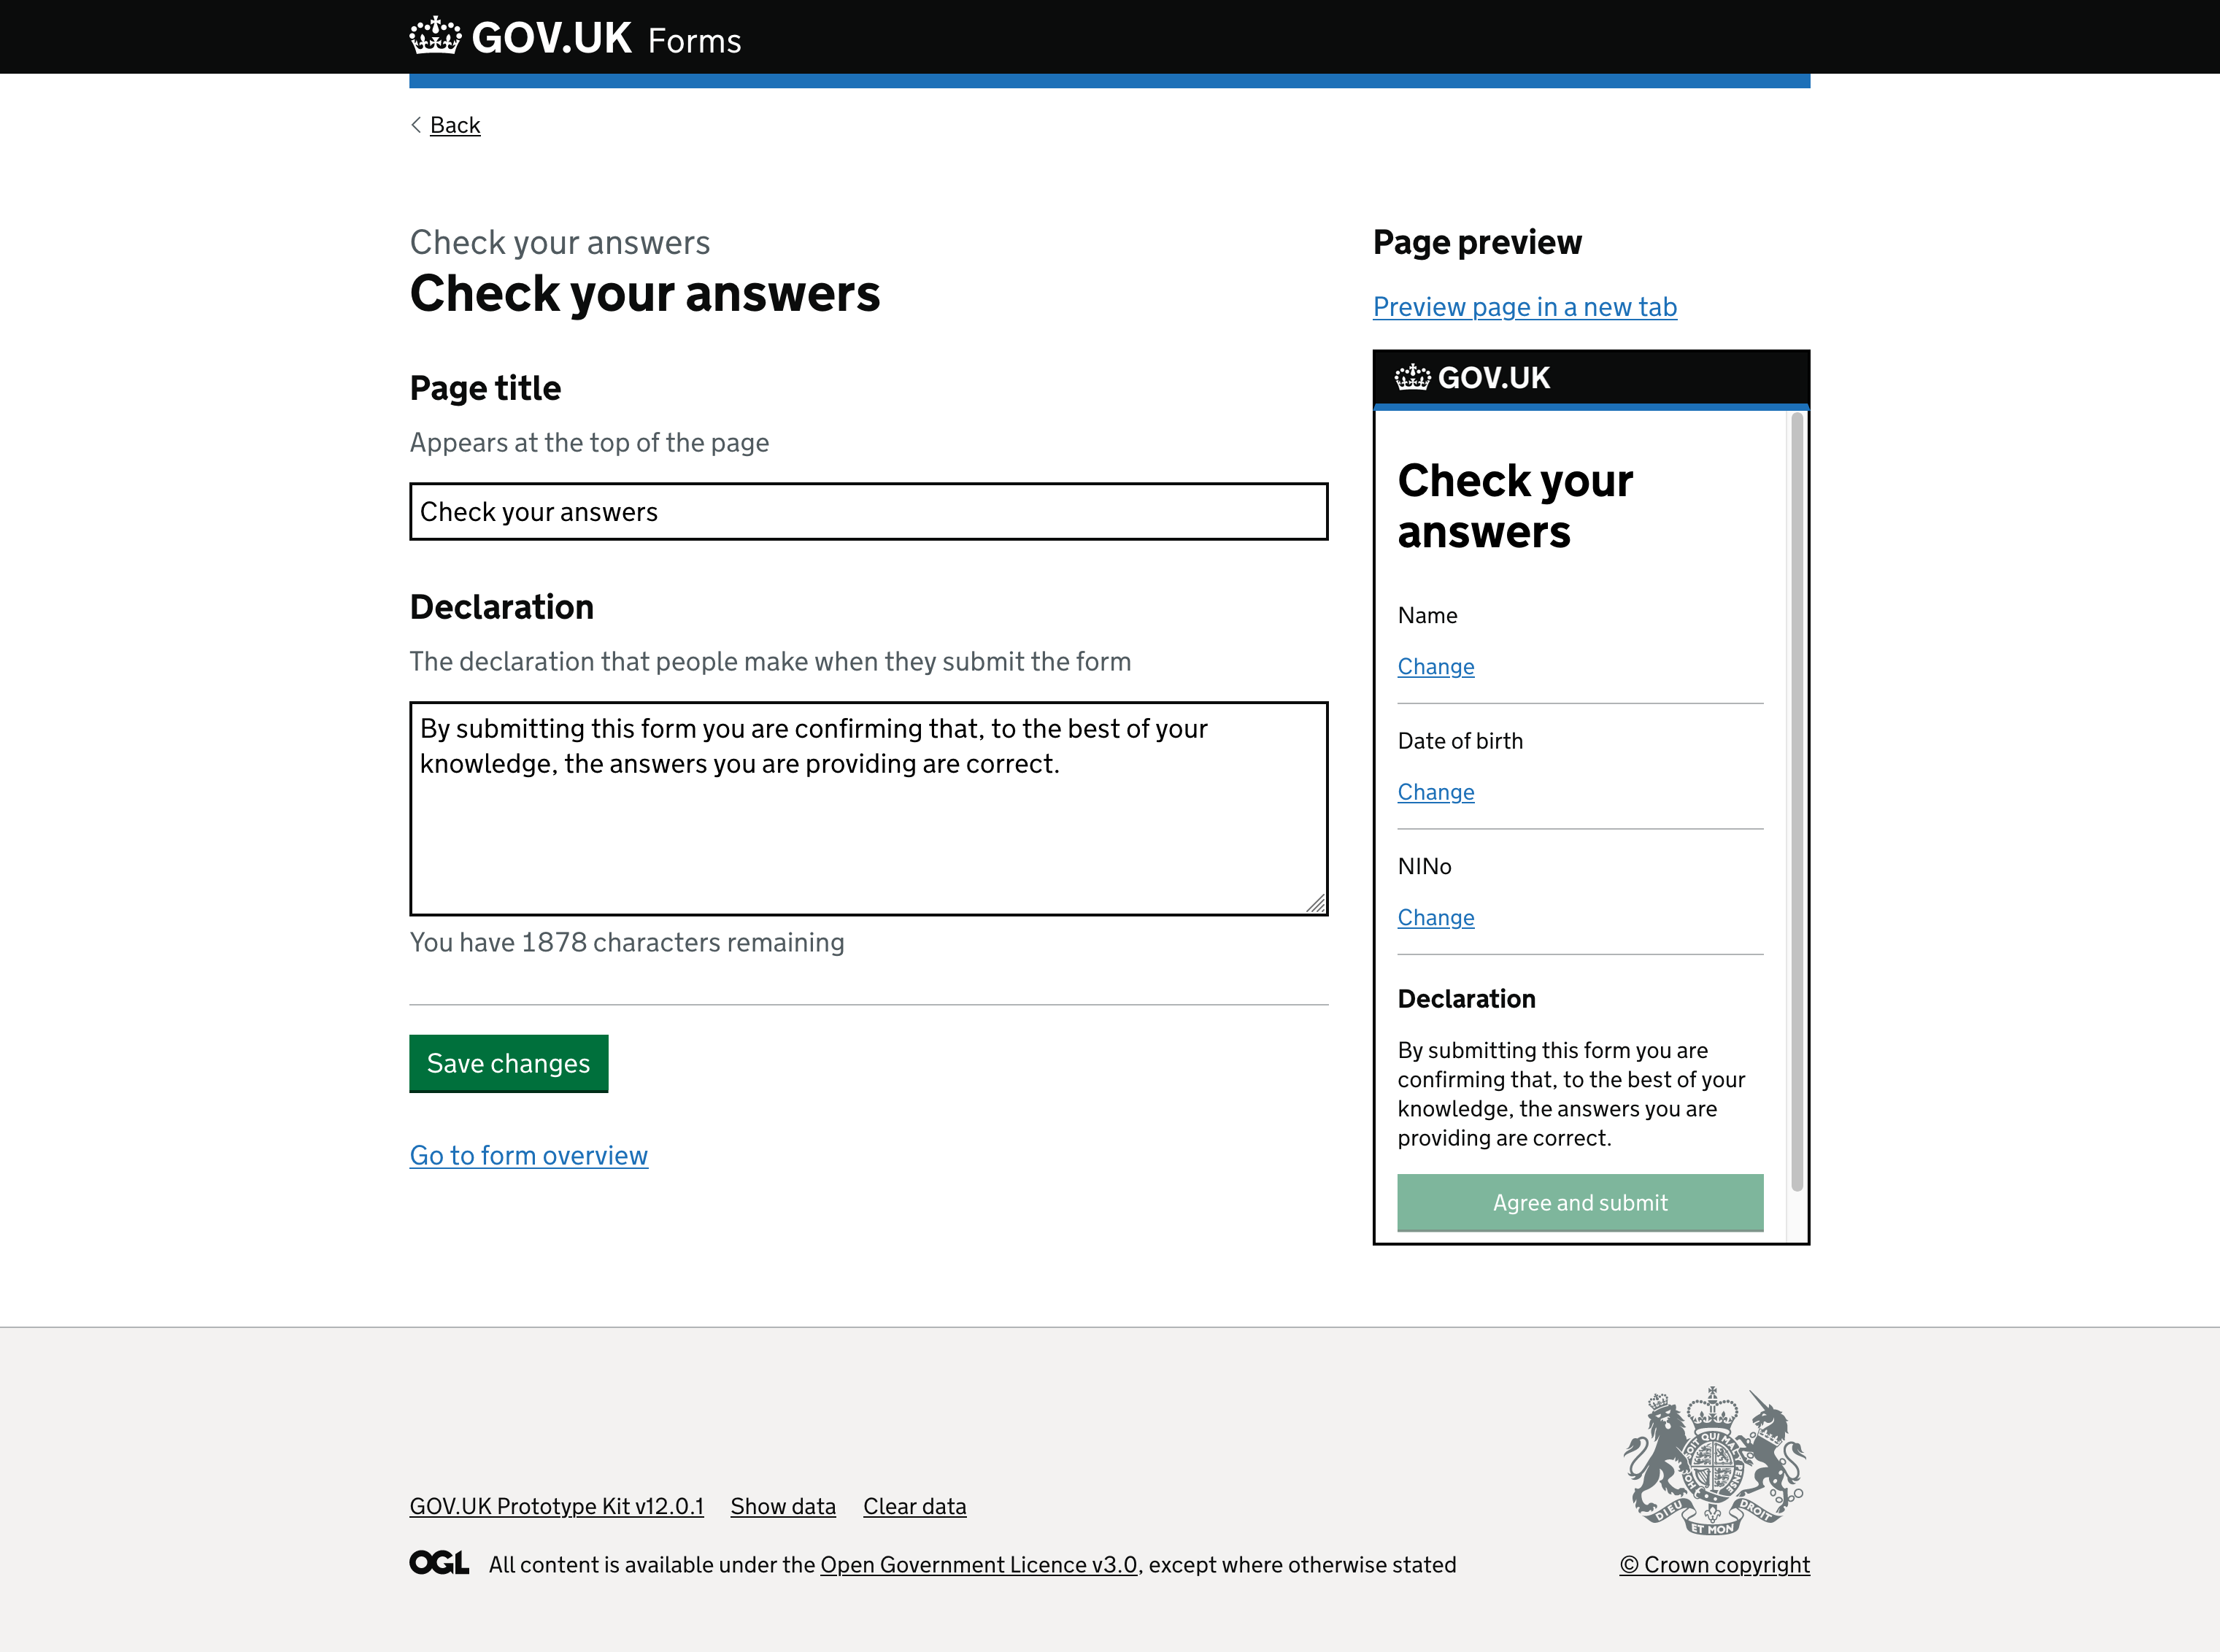 GOV.UK Forms
Back
Check your answers
Check your answers
Page title
Appears at the top of the page
Check your answers
Declaration
The declaration that people make when they submit the form
By submitting this form you are confirming that, to the best of your
knowledge, the answers you are providing are correct.
You have 1878 characters remaining
Save changes
Go to form overview
Page preview
Preview page in a new tab
GOV.UK
Check your
answers
Name
Change
Date of birth
Change
NINo
Change
Declaration
By submitting this form you are
confirming that, to the best of your
knowledge, the answers you are
providing are correct.
Agree and submit
GOV.UK Prototype Kit v12.0.1 Show data Clear data
OGL All content is available under the Open Government Licence v3.0, except where otherwise stated
DIEU ET MON DROIT
© Crown copyright